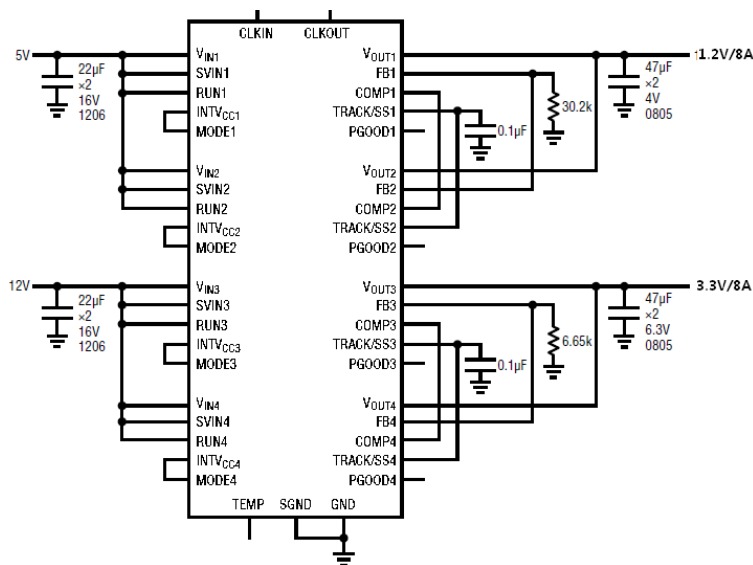 CLKIN CLKOUT
5V
22µF
×2
16V
1206
VIN1
SVIN1
RUN1
INTVCC1
MODE1
VIN2
SVIN2
RUN2
INTVCC2
MODE2
VOUT1
FB1
COMP1
TRACK/SS1
PGOOD1
VOUT2
FB2
COMP2
TRACK/SS2
PGOOD2
0.1µF
30.2k
1.2V/8A
47µF
×2
4V
0805
12V
22µF
×2
16V
1206
VIN3
SVIN3
RUN3
INTVCC3
MODE3
VIN4
SVIN4
RUN4
INTVCC4
MODE4
VOUT3
FB3
COMP3
TRACK/SS3
PGOOD3
VOUT4
FB4
COMP4
TRACK/SS4
PGOOD4
0.1µF
6.65k
3.3V/8A
47µF
×2
6.3V
0805
TEMP SGND GND